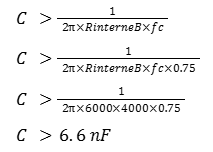 C > 1/(2π×RinterneB×fc)
C > 1/(2π×RinterneB×fc×0.75)
C > 1/(2π×6000×4000×0.75)
C > 6.6 nF